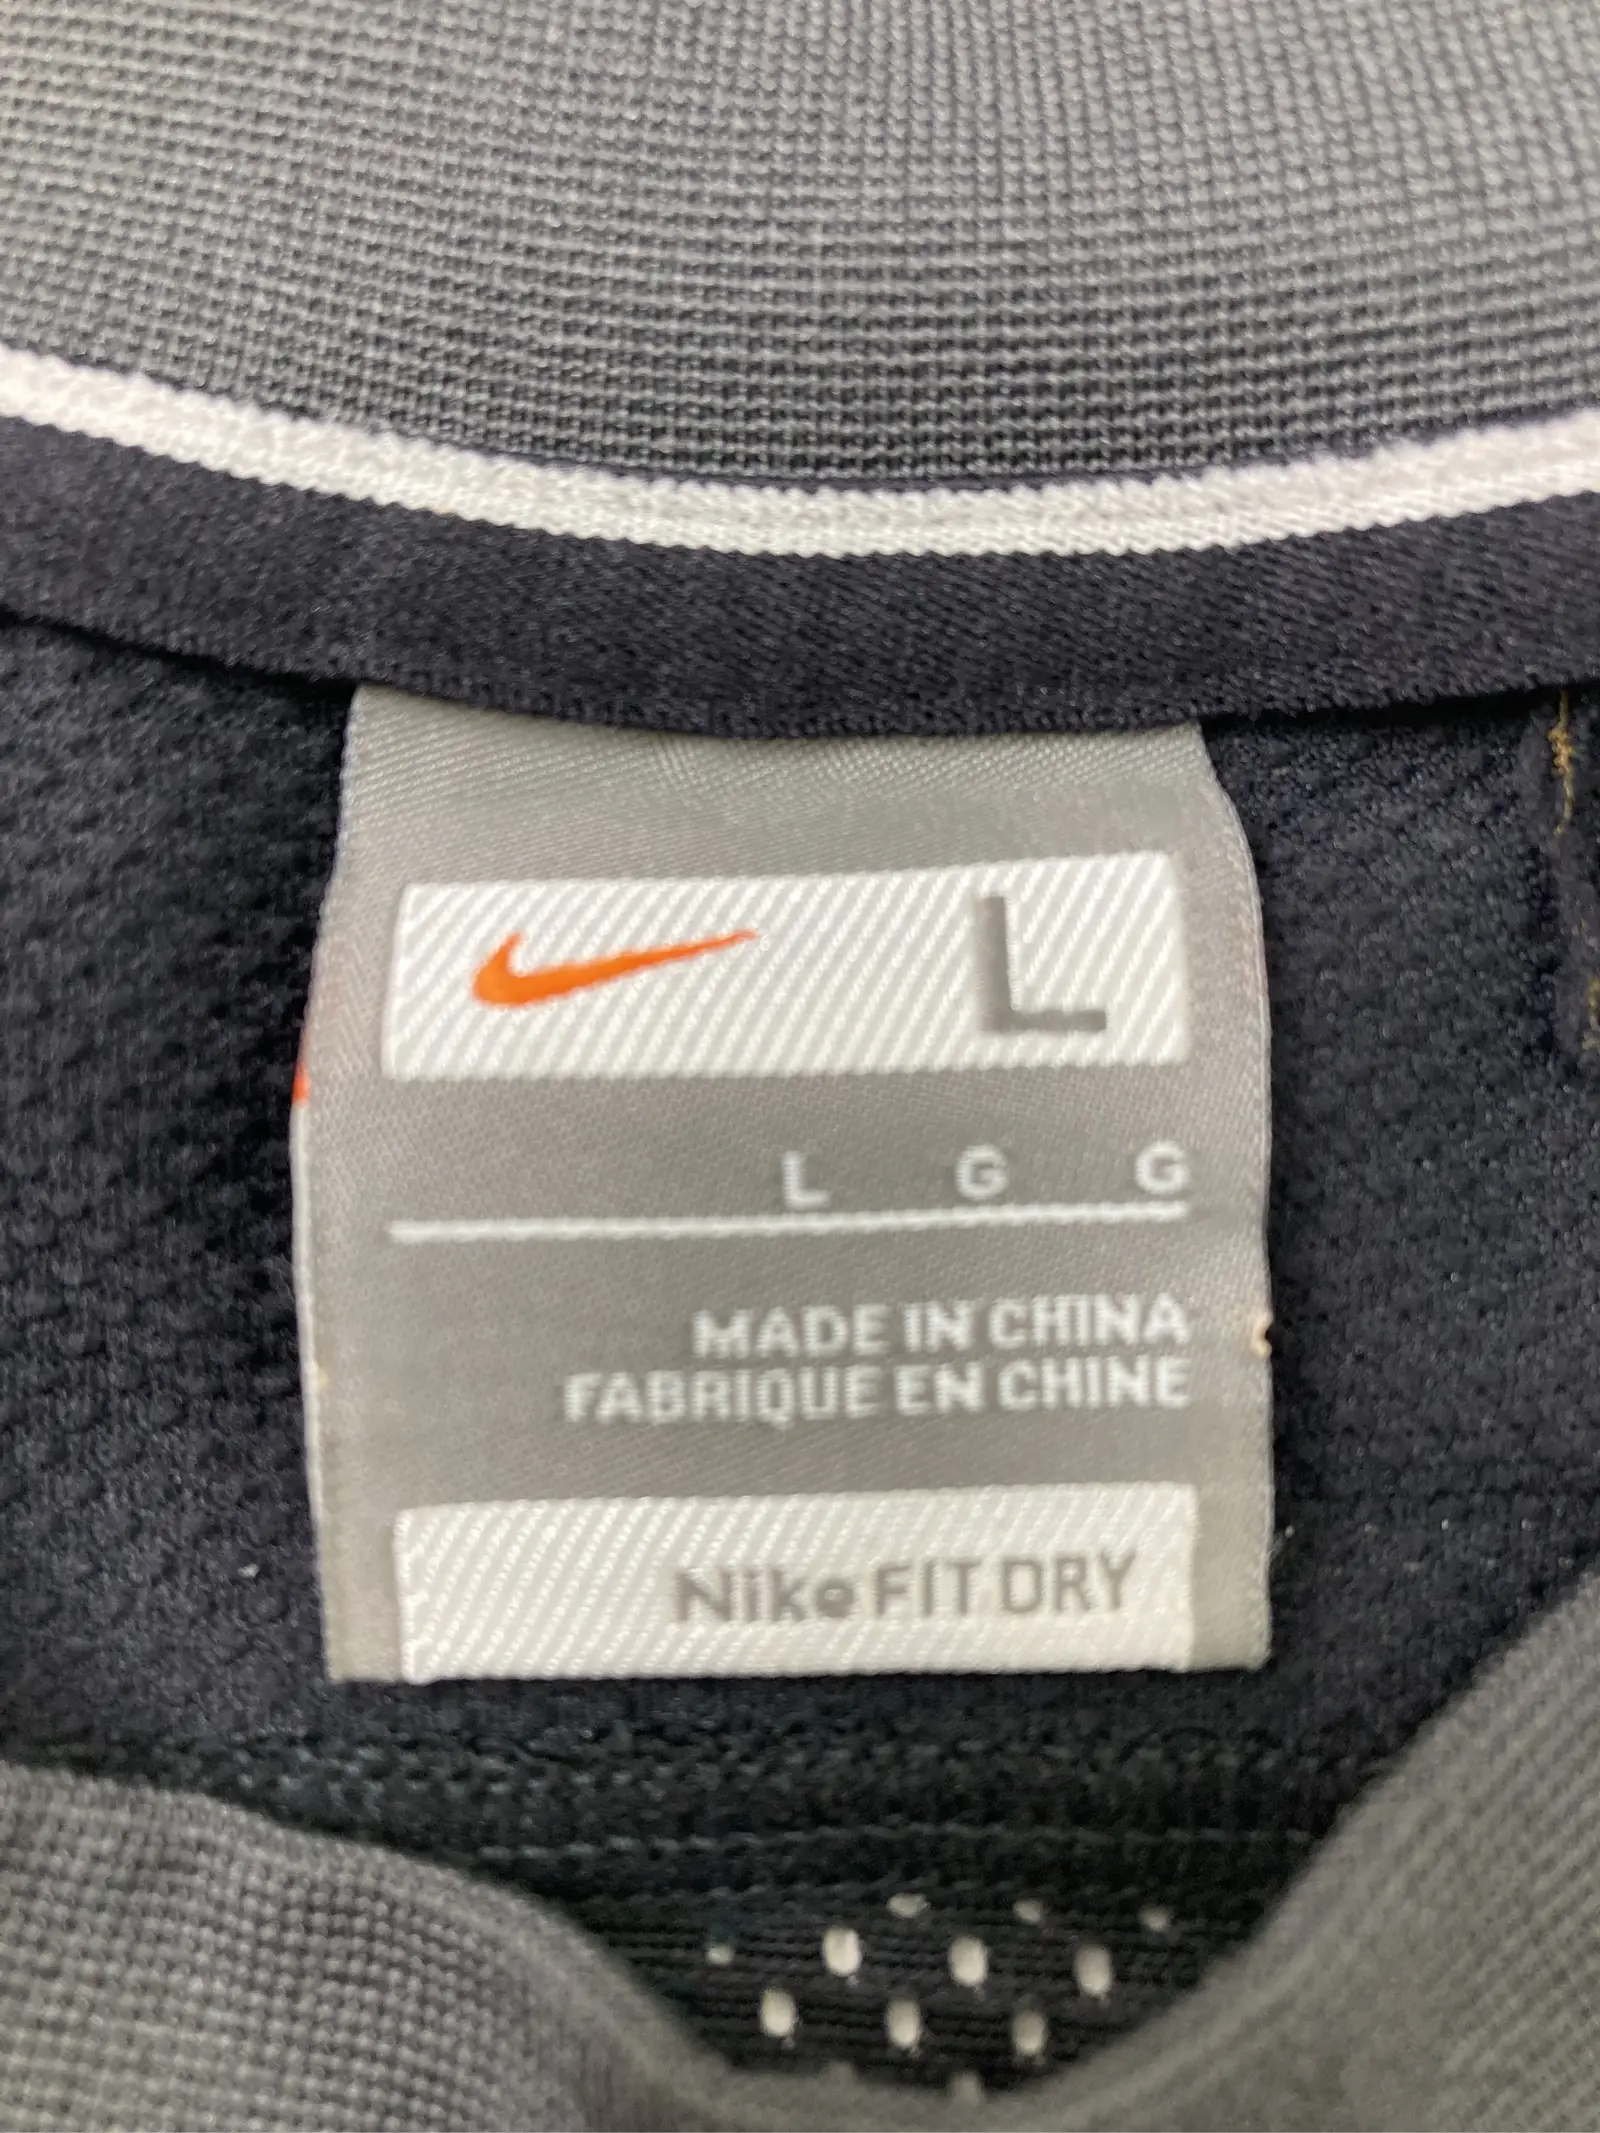 L
L G G
MADE IN CHINA
FABRIQUE EN CHINE
Nike FIT DRY